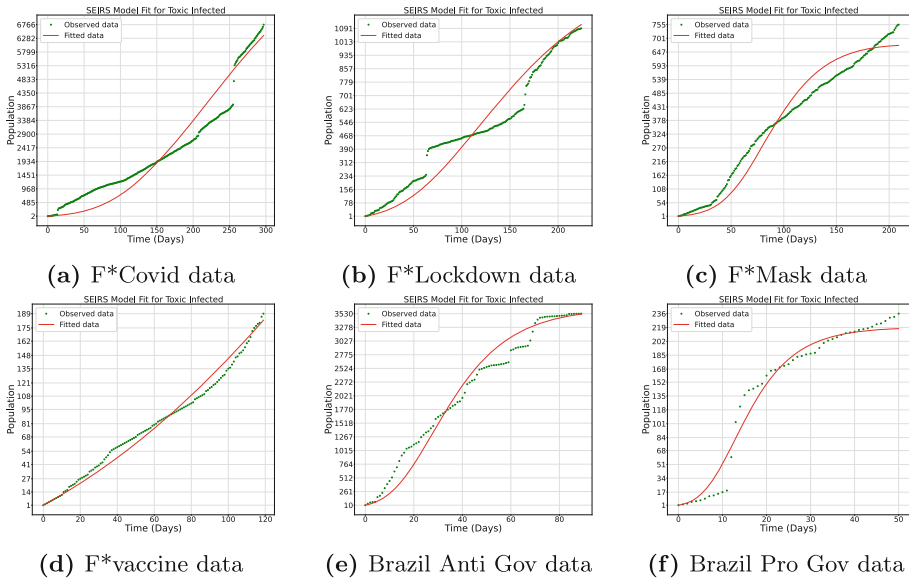 SEIRS Model Fit for Toxic Infected
Observed data
Fitted data
Population
6766
6282
5799
5316
4833
4350
3867
3383
2900
2417
1934
1451
968
485
2
0 50 100 150 200 250 300
Time (Days)
(a) F*Covid data
SEIRS Model Fit for Toxic Infected
Observed data
Fitted data
Population
1091
1013
935
857
779
701
623
546
468
390
312
234
156
78
1
0 50 100 150 200
Time (Days)
(b) F*Lockdown data
SEIRS Model Fit for Toxic Infected
Observed data
Fitted data
Population
755
701
647
593
539
485
431
378
324
270
216
162
108
54
1
0 50 100 150 200
Time (Days)
(c) F*Mask data
SEIRS Model Fit for Toxic Infected
Observed data
Fitted data
Population
189
175
162
148
135
121
108
95
81
68
54
41
27
14
1
0 20 40 60 80 100 120
Time (Days)
(d) F*vaccine data
SEIRS Model Fit for Toxic Infected
Observed data
Fitted data
Population
3530
3278
3027
2775
2524
2272
2021
1770
1518
1267
1015
764
512
261
10
0 20 40 60 80
Time (Days)
(e) Brazil Anti Gov data
SEIRS Model Fit for Toxic Infected
Observed data
Fitted data
Population
236
219
202
185
168
152
135
118
101
84
68
51
34
17
1
0 10 20 30 40 50
Time (Days)
(f) Brazil Pro Gov data